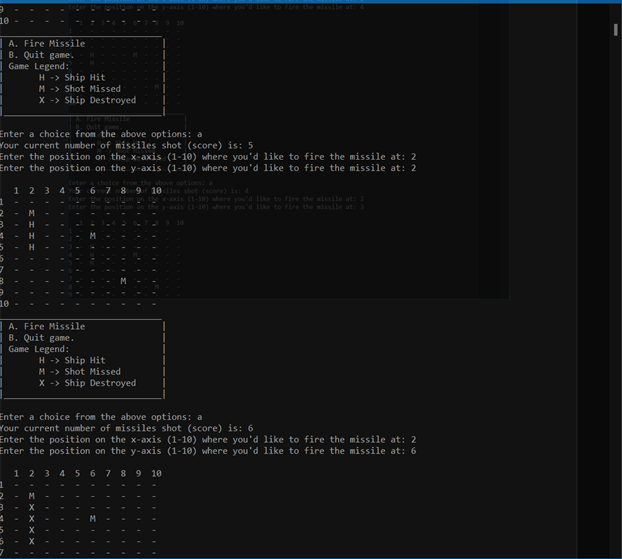 9 - - - - - - - - - -
10 - - - - - - - - - -
A. Fire Missile
B. Quit game.
Game Legend:
H -> Ship Hit
M -> Shot Missed
X -> Ship Destroyed
Enter a choice from the above options: a
Your current number of missiles shot (score) is: 5
Enter the position on the x-axis (1-10) where you'd like to fire the missile at: 2
Enter the position on the y-axis (1-10) where you'd like to fire the missile at: 2
1 2 3 4 5 6 7 8 9 10
1 - - - - - - - - - -
2 - M - - - - - - - -
3 - H - - - - - - - -
4 - H - - - M - - - -
5 - H - - - - - - - -
6 - - - - - - - - - -
7 - - - - - - - - - -
8 - - - - - - - M - -
9 - - - - - - - - - -
10 - - - - - - - - - -
A. Fire Missile
B. Quit game.
Game Legend:
H -> Ship Hit
M -> Shot Missed
X -> Ship Destroyed
Enter a choice from the above options: a
Your current number of missiles shot (score) is: 6
Enter the position on the x-axis (1-10) where you'd like to fire the missile at: 2
Enter the position on the y-axis (1-10) where you'd like to fire the missile at: 6
1 2 3 4 5 6 7 8 9 10
1 - - - - - - - - - -
2 - M - - - - - - - -
3 - X - - - - - - - -
4 - X - - - M - - - -
5 - X - - - - - - - -
6 - X - - - - - - - -
7 - - - - - - - - - -